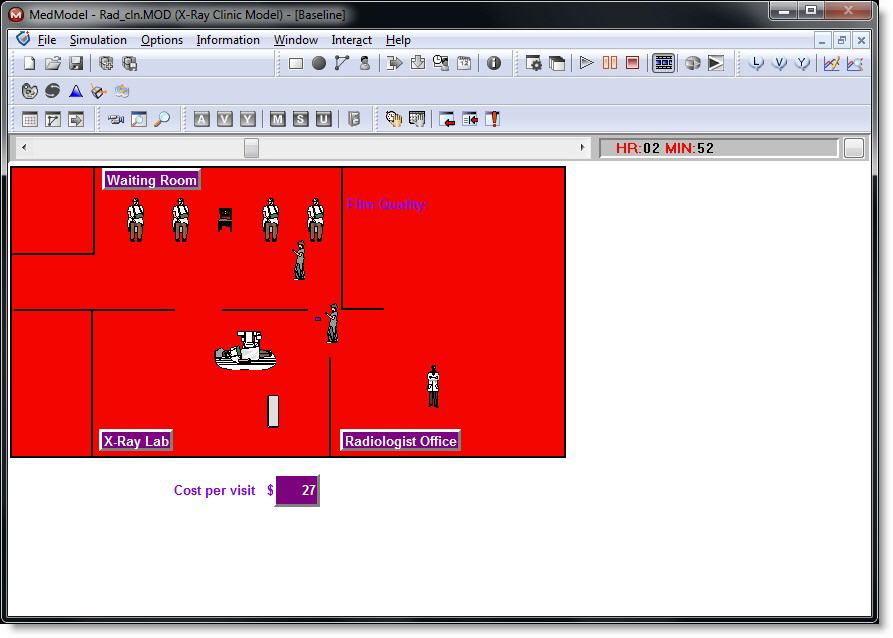 MedModel - Rad_cln.MOD (X-Ray Clinic Model) - [Baseline]
File Simulation Options Information Window Interact Help
L V Y
A V Y M S U
HR:02 MIN:52
Waiting Room
Film Quality:
X-Ray Lab
Radiologist Office
Cost per visit $ 27